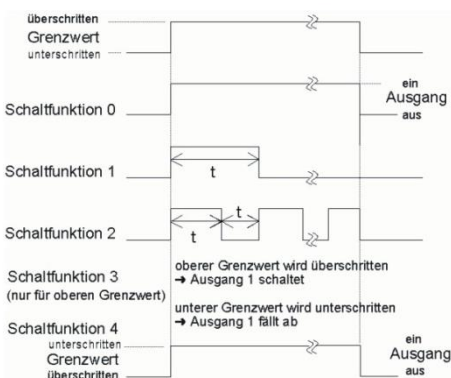 überschritten
Grenzwert
unterschritten
Schaltfunktion 0
ein
Ausgang
aus
Schaltfunktion 1
t
Schaltfunktion 2
t
t
Schaltfunktion 3
(nur für oberen Grenzwert)
oberer Grenzwert wird überschritten
→ Ausgang 1 schaltet
unterer Grenzwert wird unterschritten
→ Ausgang 1 fällt ab
Schaltfunktion 4
unterschritten
Grenzwert
überschritten
ein
Ausgang
aus